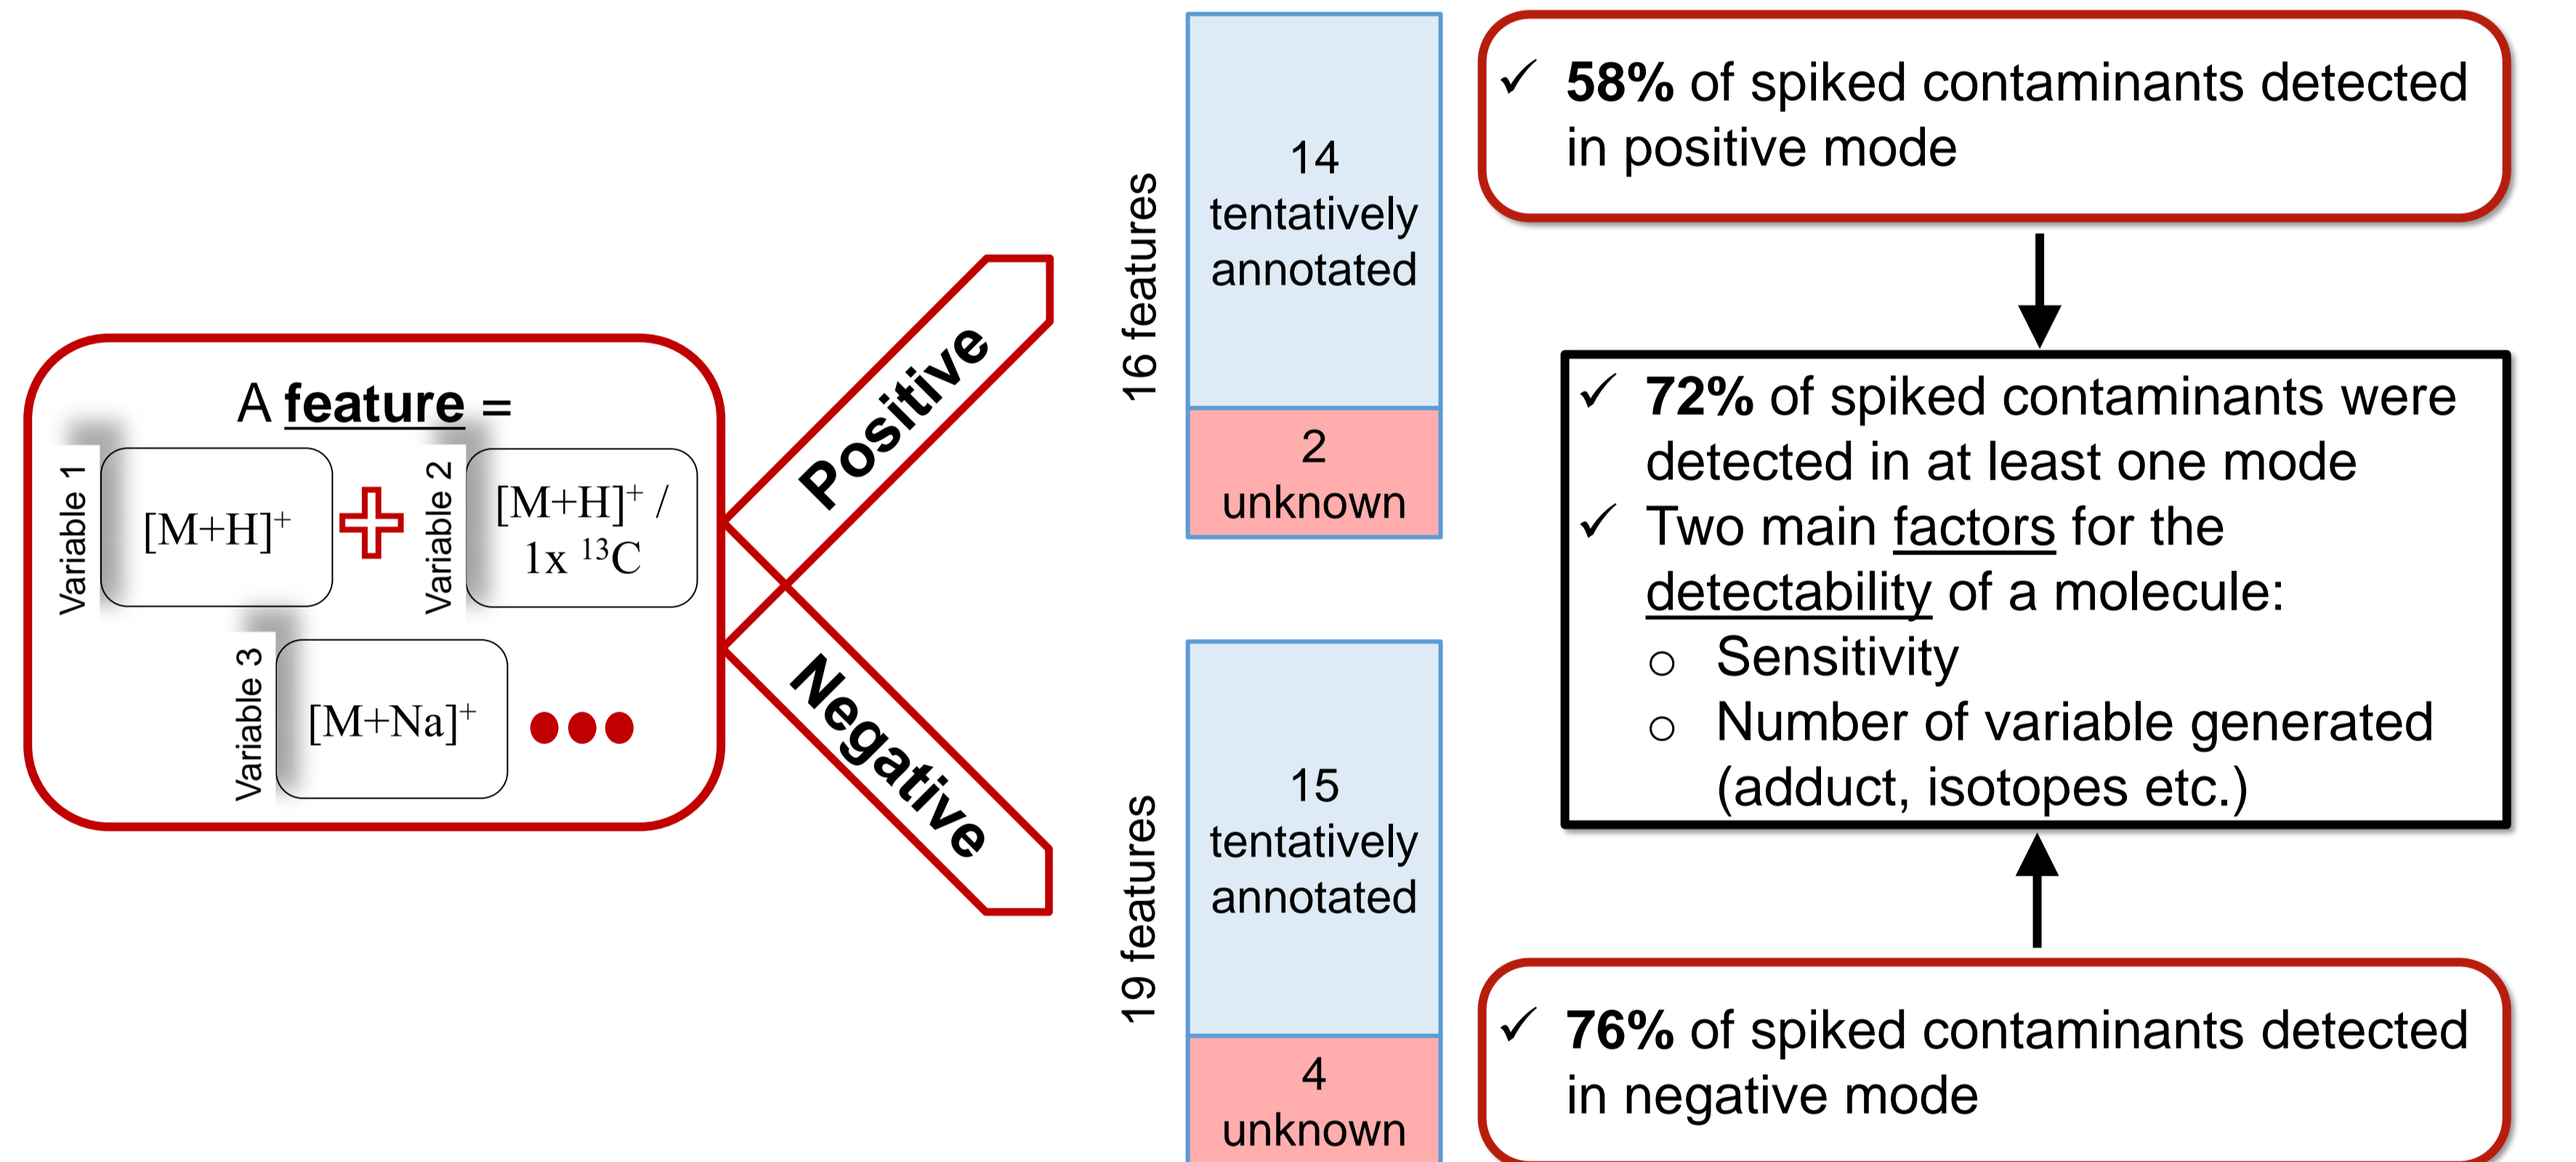 A feature =
Variable 1
[M+H]⁺
Variable 2
[M+H]⁺ /
1x ¹³C
Variable 3
[M+Na]⁺
Positive
Negative
16 features
14
tentatively
annotated
2
unknown
19 features
15
tentatively
annotated
4
unknown
✓ 58% of spiked contaminants detected
in positive mode
✓ 72% of spiked contaminants were
detected in at least one mode
✓ Two main factors for the
detectability of a molecule:
o Sensitivity
o Number of variable generated
(adduct, isotopes etc.)
✓ 76% of spiked contaminants detected
in negative mode